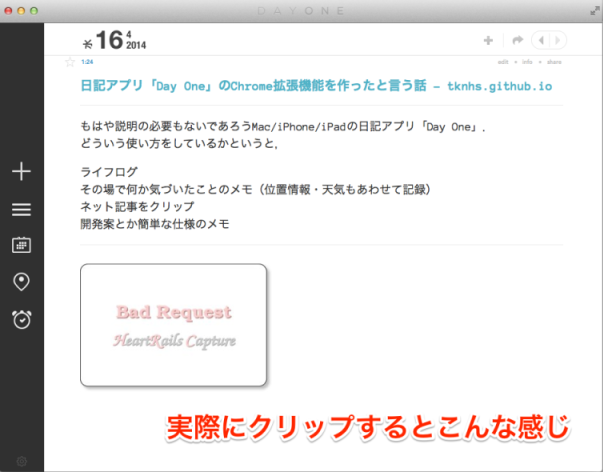 DAY ONE
水 16 4
2014
1:24
edit • info • share
日記アプリ「Day One」のChrome拡張機能を作ったと言う話 – tknhs.github.io
もはや説明の必要もないであろうMac/iPhone/iPadの日記アプリ「Day One」.
どういう使い方をしているかというと,
ライフログ
その場で何か気づいたことのメモ（位置情報・天気もあわせて記録）
ネット記事をクリップ
開発案とか簡単な仕様のメモ
Bad Request
HeartRails Capture
実際にクリップするとこんな感じ